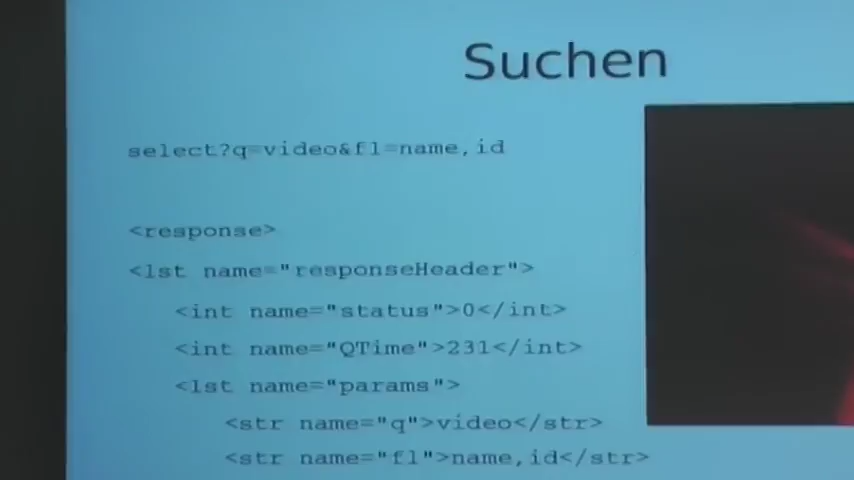 Suchen
select?q=video&fl=name,id
<response>
<lst name="responseHeader">
<int name="status">0</int>
<int name="QTime">231</int>
<lst name="params">
<str name="q">video</str>
<str name="fl">name,id</str>